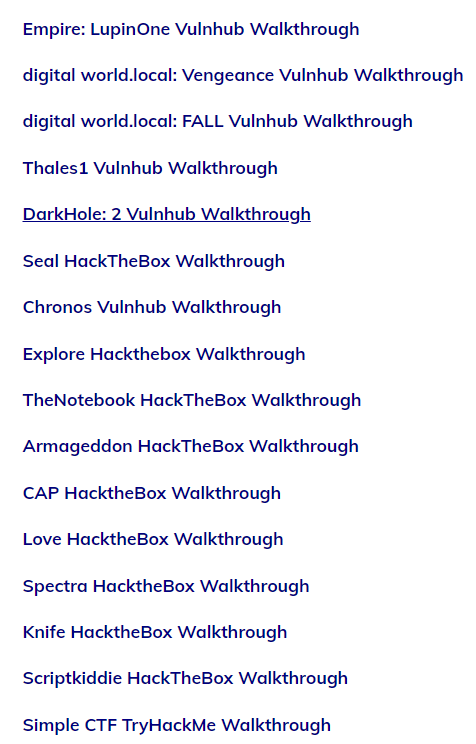 Empire: LupinOne Vulnhub Walkthrough
digital world.local: Vengeance Vulnhub Walkthrough
digital world.local: FALL Vulnhub Walkthrough
Thales1 Vulnhub Walkthrough
DarkHole: 2 Vulnhub Walkthrough
Seal HackTheBox Walkthrough
Chronos Vulnhub Walkthrough
Explore Hackthebox Walkthrough
TheNotebook HackTheBox Walkthrough
Armageddon HackTheBox Walkthrough
CAP HacktheBox Walkthrough
Love HacktheBox Walkthrough
Spectra HacktheBox Walkthrough
Knife HacktheBox Walkthrough
Scriptkiddie HackTheBox Walkthrough
Simple CTF TryHackMe Walkthrough